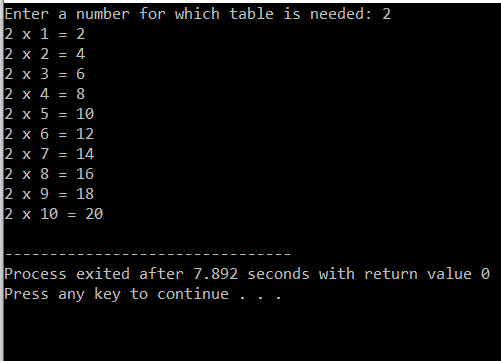 Enter a number for which table is needed: 2
2 x 1 = 2
2 x 2 = 4
2 x 3 = 6
2 x 4 = 8
2 x 5 = 10
2 x 6 = 12
2 x 7 = 14
2 x 8 = 16
2 x 9 = 18
2 x 10 = 20
--------------------------------
Process exited after 7.892 seconds with return value 0
Press any key to continue . . .